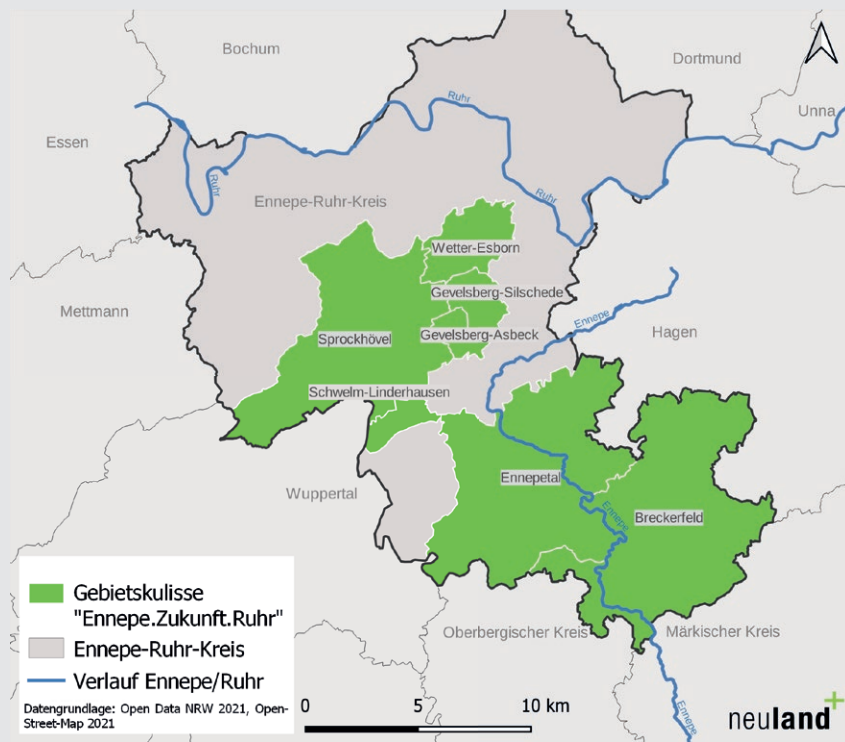 Bochum
Dortmund
Unna
Ruhr
Essen
Ruhr
Ruhr
Ennepe-Ruhr-Kreis
Wetter-Esborn
Gevelsberg-Silschede
Mettmann
Ennepe
Hagen
Sprockhövel
Gevelsberg-Asbeck
Schwelm-Linderhausen
Wuppertal
Ennepetal
Ennepe
Breckerfeld
Oberbergischer Kreis
Märkischer Kreis
Ennepe
Gebietskulisse
"Ennepe.Zukunft.Ruhr"
Ennepe-Ruhr-Kreis
Verlauf Ennepe/Ruhr
Datengrundlage: Open Data NRW 2021, Open-
Street-Map 2021
0 5 10 km
neuland+